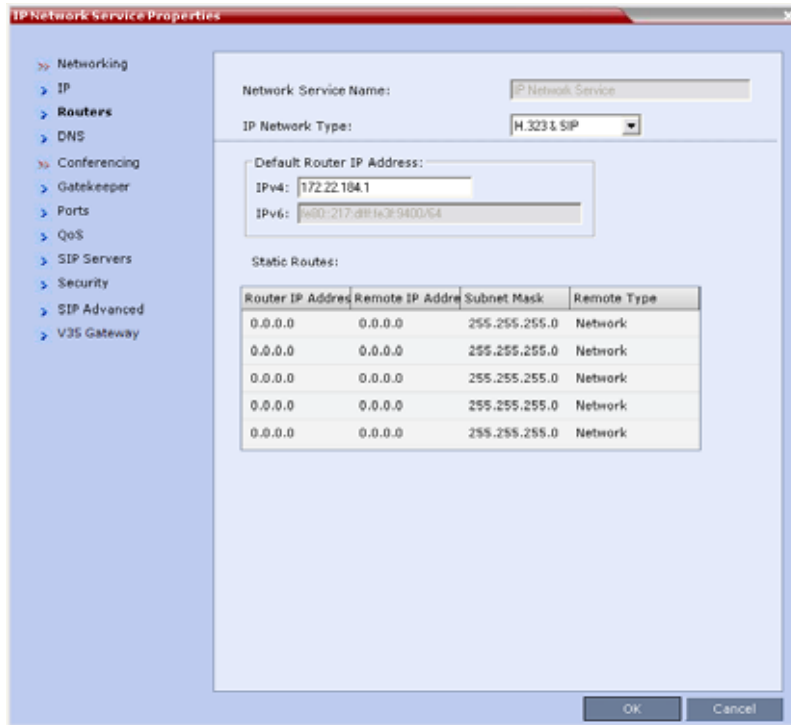 IP Network Service Properties
Networking
IP
Routers
DNS
Conferencing
Gatekeeper
Ports
QoS
SIP Servers
Security
SIP Advanced
V35 Gateway
Network Service Name: IP Network Service
IP Network Type: H.323 & SIP
Default Router IP Address:
IPv4: 172.22.184.1
IPv6:
Static Routes:
Router IP Addres Remote IP Addre Subnet Mask Remote Type
0.0.0.0 0.0.0.0 255.255.255.0 Network
0.0.0.0 0.0.0.0 255.255.255.0 Network
0.0.0.0 0.0.0.0 255.255.255.0 Network
0.0.0.0 0.0.0.0 255.255.255.0 Network
0.0.0.0 0.0.0.0 255.255.255.0 Network
OK Cancel